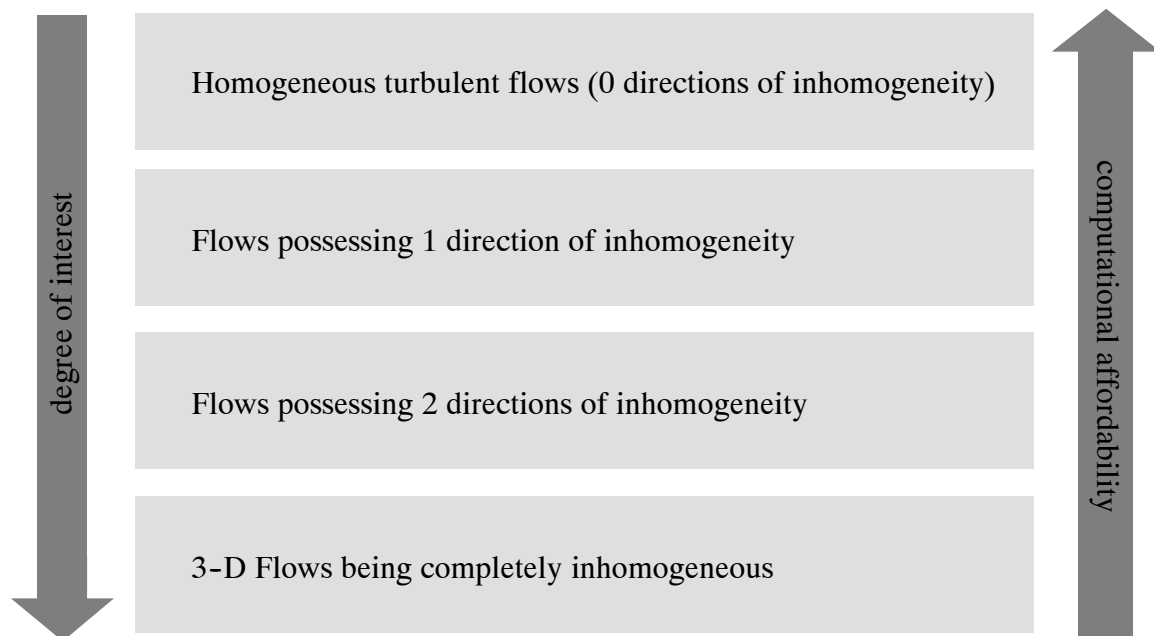 degree of interest
Homogeneous turbulent flows (0 directions of inhomogeneity)
Flows possessing 1 direction of inhomogeneity
Flows possessing 2 directions of inhomogeneity
3-D Flows being completely inhomogeneous
computational affordability